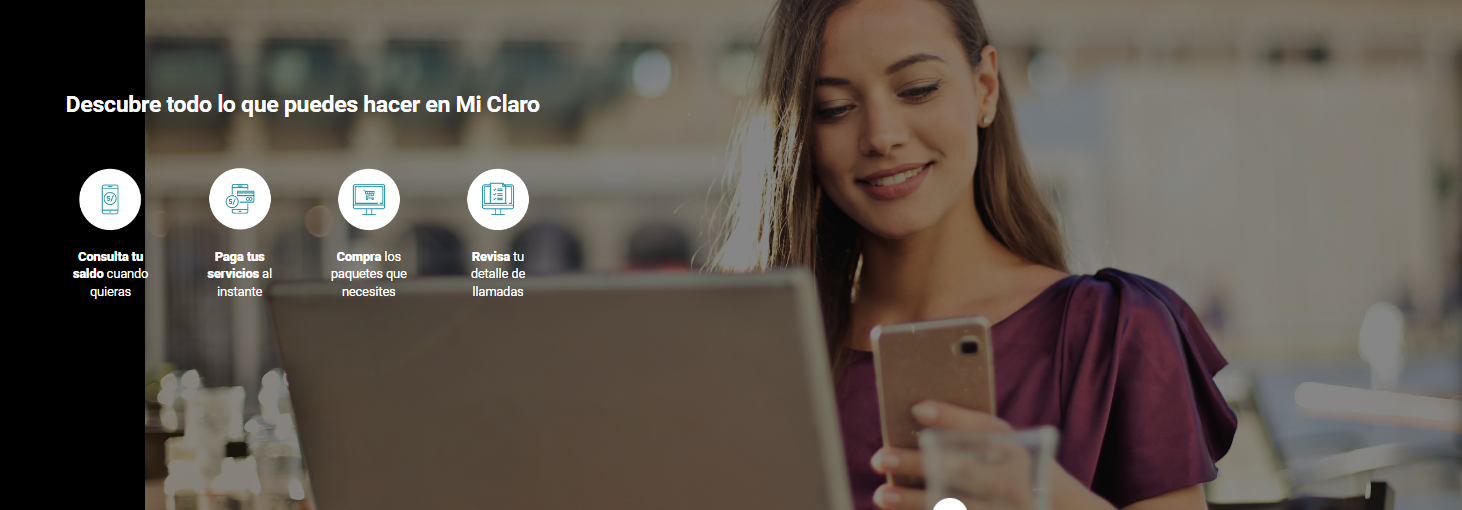 Descubre todo lo que puedes hacer en Mi Claro
S/
S/
Consulta tu
saldo cuando
quieras
Paga tus
servicios al
instante
Compra los
paquetes que
necesites
Revisa tu
detalle de
llamadas